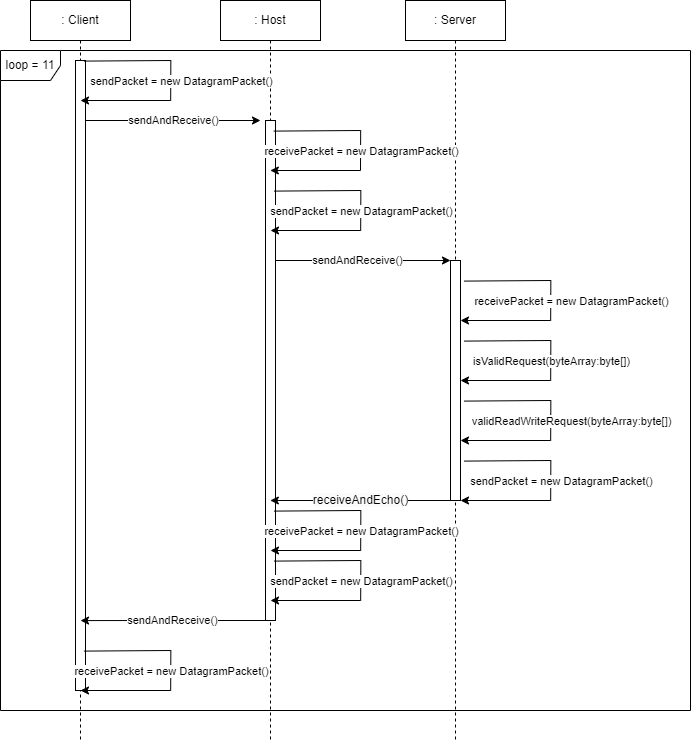 : Client
: Host
: Server
loop = 11
sendPacket = new DatagramPacket()
sendAndReceive()
receivePacket = new DatagramPacket()
sendPacket = new DatagramPacket()
sendAndReceive()
receivePacket = new DatagramPacket()
isValidRequest(byteArray:byte[])
validReadWriteRequest(byteArray:byte[])
sendPacket = new DatagramPacket()
receiveAndEcho()
receivePacket = new DatagramPacket()
sendPacket = new DatagramPacket()
sendAndReceive()
receivePacket = new DatagramPacket()